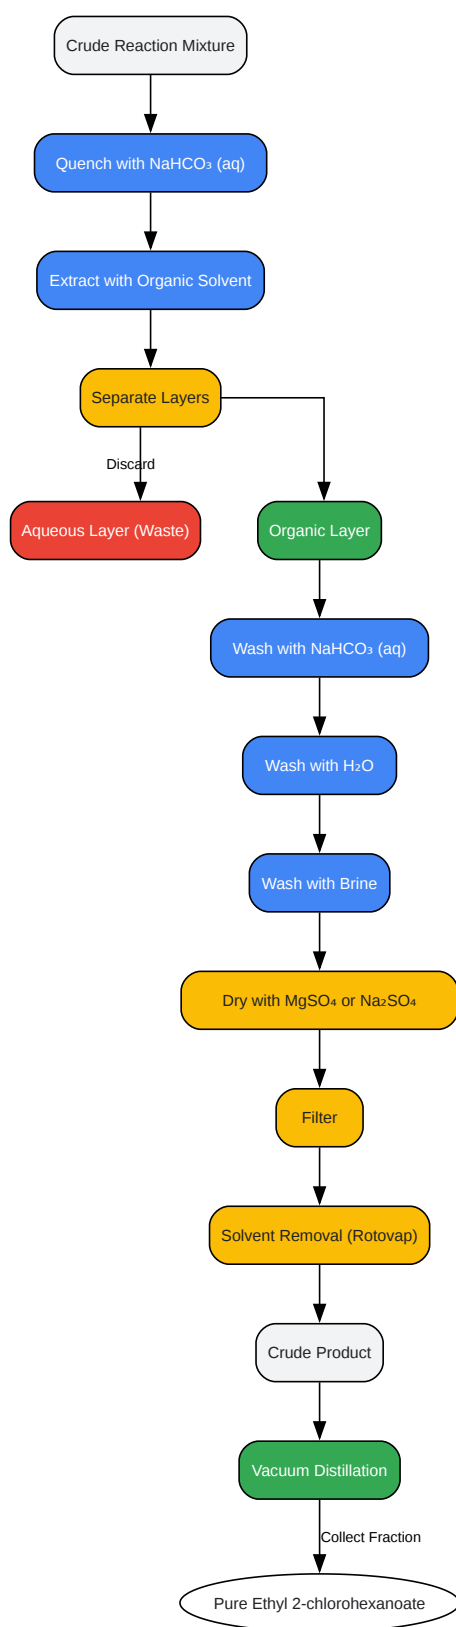 Crude Reaction Mixture
Quench with NaHCO₃ (aq)
Extract with Organic Solvent
Separate Layers
Discard
Aqueous Layer (Waste)
Organic Layer
Wash with NaHCO₃ (aq)
Wash with H₂O
Wash with Brine
Dry with MgSO₄ or Na₂SO₄
Filter
Solvent Removal (Rotovap)
Crude Product
Vacuum Distillation
Collect Fraction
Pure Ethyl 2-chlorohexanoate